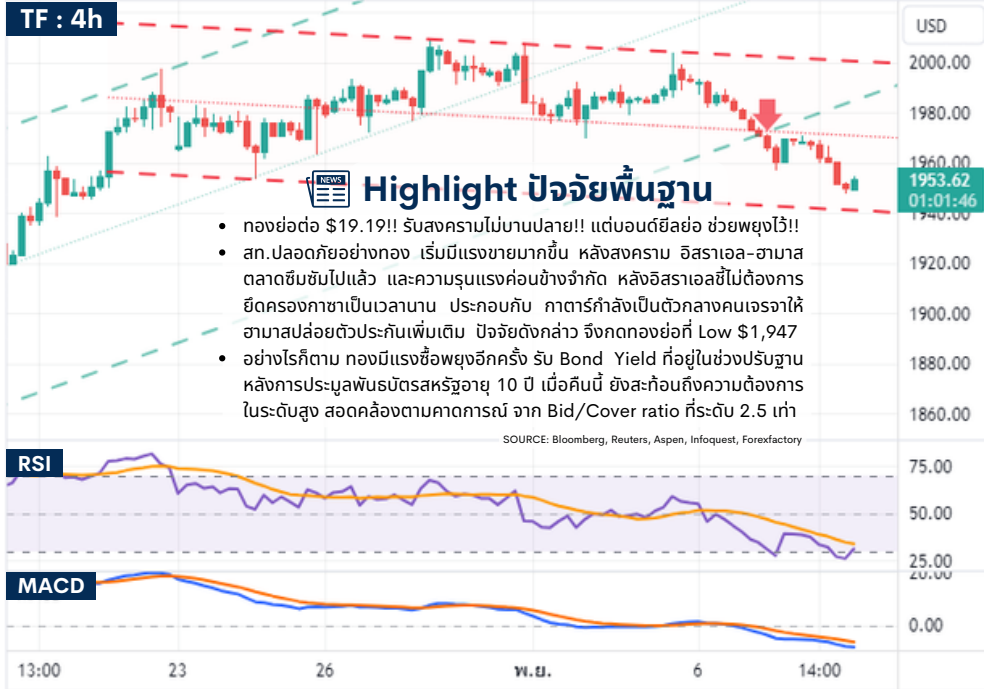 TF : 4h
USD
2000.00
1980.00
1960.00
1953.62
01:01:46
1940.00
NEWS
Highlight ปัจจัยพื้นฐาน
• ทองย่อต่อ $19.19!! รับสงครามไม่บานปลาย!! แต่บอนด์ยีลย่อ ช่วยพยุงไว้!!
• สท.ปลอดภัยอย่างทอง เริ่มมีแรงขายมากขึ้น หลังสงคราม อิสราเอล-ฮามาส
ตลาดซึมซับไปแล้ว และความรุนแรงค่อนข้างจำกัด หลังอิสราเอลชี้ไม่ต้องการ
ยึดครองกาซาเป็นเวลานาน ประกอบกับ กาตาร์กำลังเป็นตัวกลางคนเจรจาให้
ฮามาสปล่อยตัวประกันเพิ่มเติม ปัจจัยดังกล่าว จึงกดทองย่อที่ Low $1,947
• อย่างไรก็ตาม ทองมีแรงซื้อพยุงอีกครั้ง รับ Bond Yield ที่อยู่ในช่วงปรับฐาน
หลังการประมูลพันธบัตรสหรัฐอายุ 10 ปี เมื่อคืนนี้ ยังสะท้อนถึงความต้องการ
ในระดับสูง สอดคล้องตามคาดการณ์ จาก Bid/Cover ratio ที่ระดับ 2.5 เท่า
SOURCE: Bloomberg, Reuters, Aspen, Infoquest, Forexfactory
1920.00
1900.00
1880.00
1860.00
RSI
75.00
50.00
25.00
MACD
20.00
0.00
13:00 23 26 พ.ย. 6 14:00